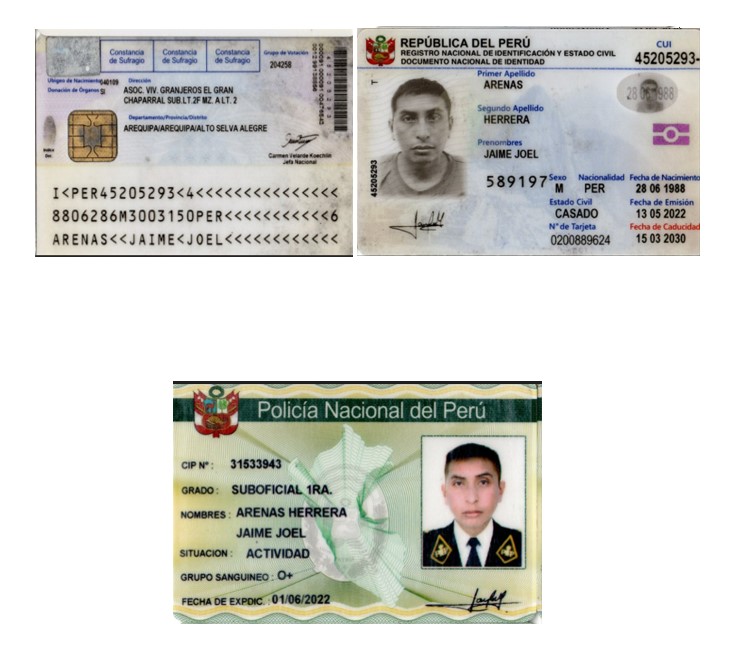 Constancia de Sufragio
Constancia de Sufragio
Constancia de Sufragio
Grupo de Votación
204258
Ubigeo de Nacimiento 040109
Donación de Órganos SI
Dirección
ASOC. VIV. GRANJEROS EL GRAN
CHAPARRAL SUB.LT.2F MZ. A LT. 2
Departamento/Provincia/Distrito
AREQUIPA/AREQUIPA/ALTO SELVA ALEGRE
Carmen Velarde Koechlin
Jefa Nacional
I<PER45205293<4<<<<<<<<<<<<<<<
8806286M3003150PER<<<<<<<<<<<6
ARENAS<<JAIME<JOEL<<<<<<<<<<<<
REPÚBLICA DEL PERÚ
REGISTRO NACIONAL DE IDENTIFICACIÓN Y ESTADO CIVIL
DOCUMENTO NACIONAL DE IDENTIDAD
CUI
45205293-
Primer Apellido
ARENAS
Segundo Apellido
HERRERA
Prenombres
JAIME JOEL
45205293
T
589197
Sexo
M
Nacionalidad
PER
Fecha de Nacimiento
28 06 1988
Estado Civil
CASADO
Fecha de Emisión
13 05 2022
N° de Tarjeta
0200889624
Fecha de Caducidad
15 03 2030
Policía Nacional del Perú
CIP N° : 31533943
GRADO : SUBOFICIAL 1RA.
NOMBRES : ARENAS HERRERA
JAIME JOEL
SITUACION : ACTIVIDAD
GRUPO SANGUINEO : O+
FECHA DE EXPDIC. : 01/06/2022